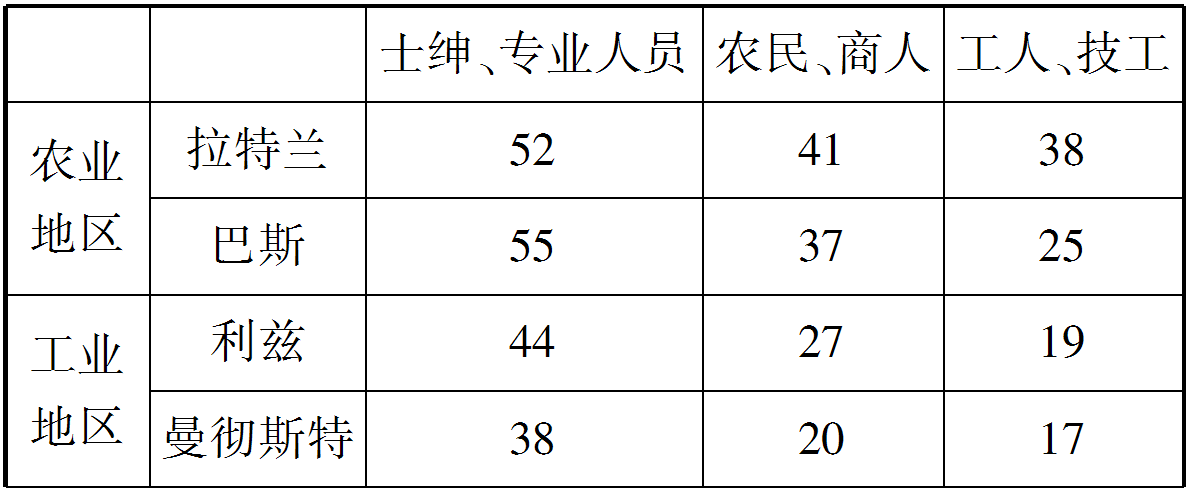 士绅、专业人员 农民、商人 工人、技工
农业地区 拉特兰 52 41 38
巴斯 55 37 25
工业地区 利兹 44 27 19
曼彻斯特 38 20 17